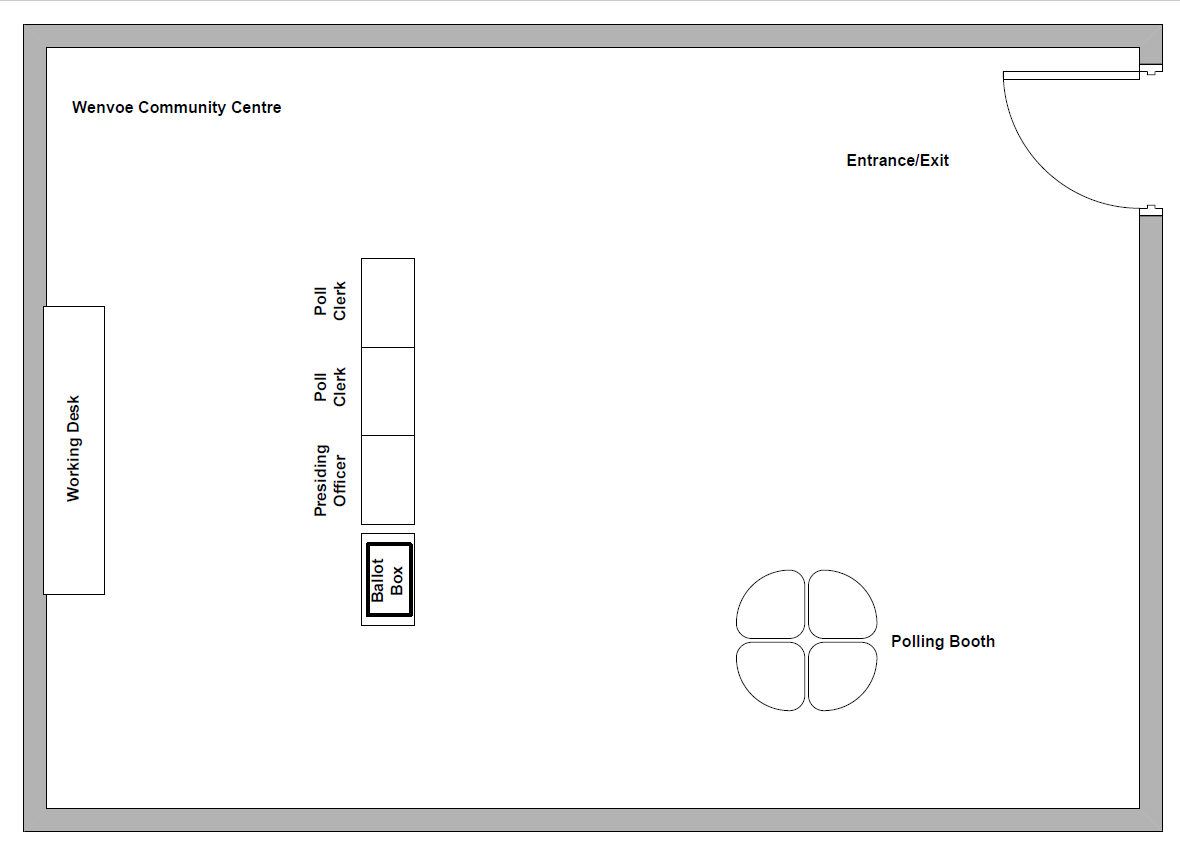 Wenvoe Community Centre
Entrance/Exit
Poll
Clerk
Poll
Clerk
Presiding
Officer
Working Desk
Ballot
Box
Polling Booth